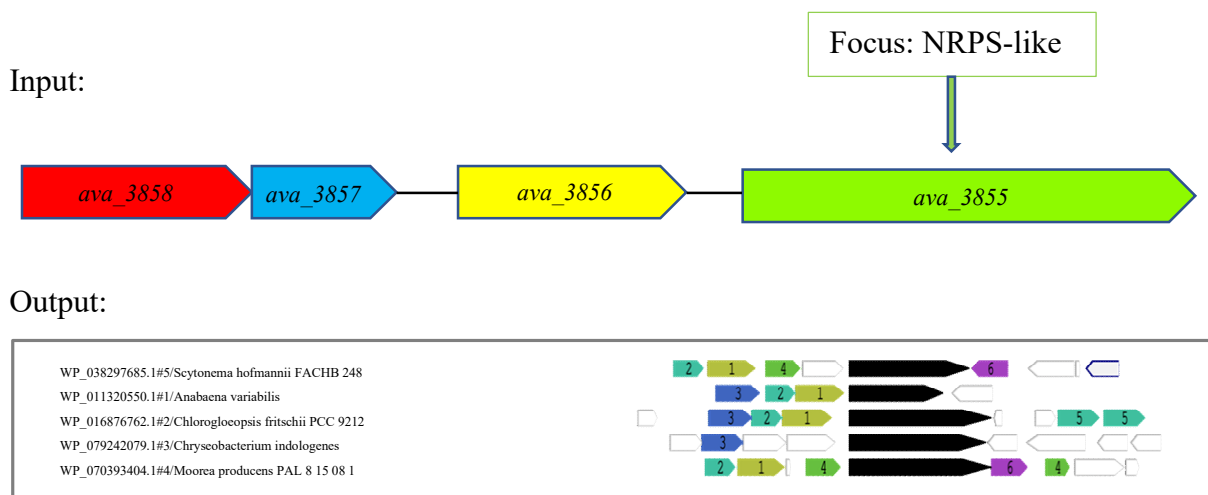 Focus: NRPS-like
Input:
ava_3858 ava_3857 ava_3856 ava_3855
Output:
WP_038297685.1#5/Scytonema hofmannii FACHB 248 2 1 4 6
WP_011320550.1#1/Anabaena variabilis 3 2 1
WP_016876762.1#2/Chlorogloeopsis fritschii PCC 9212 3 2 1 5 5
WP_079242079.1#3/Chryseobacterium indologenes 3
WP_070393404.1#4/Moorea producens PAL 8 15 08 1 2 1 4 6 4